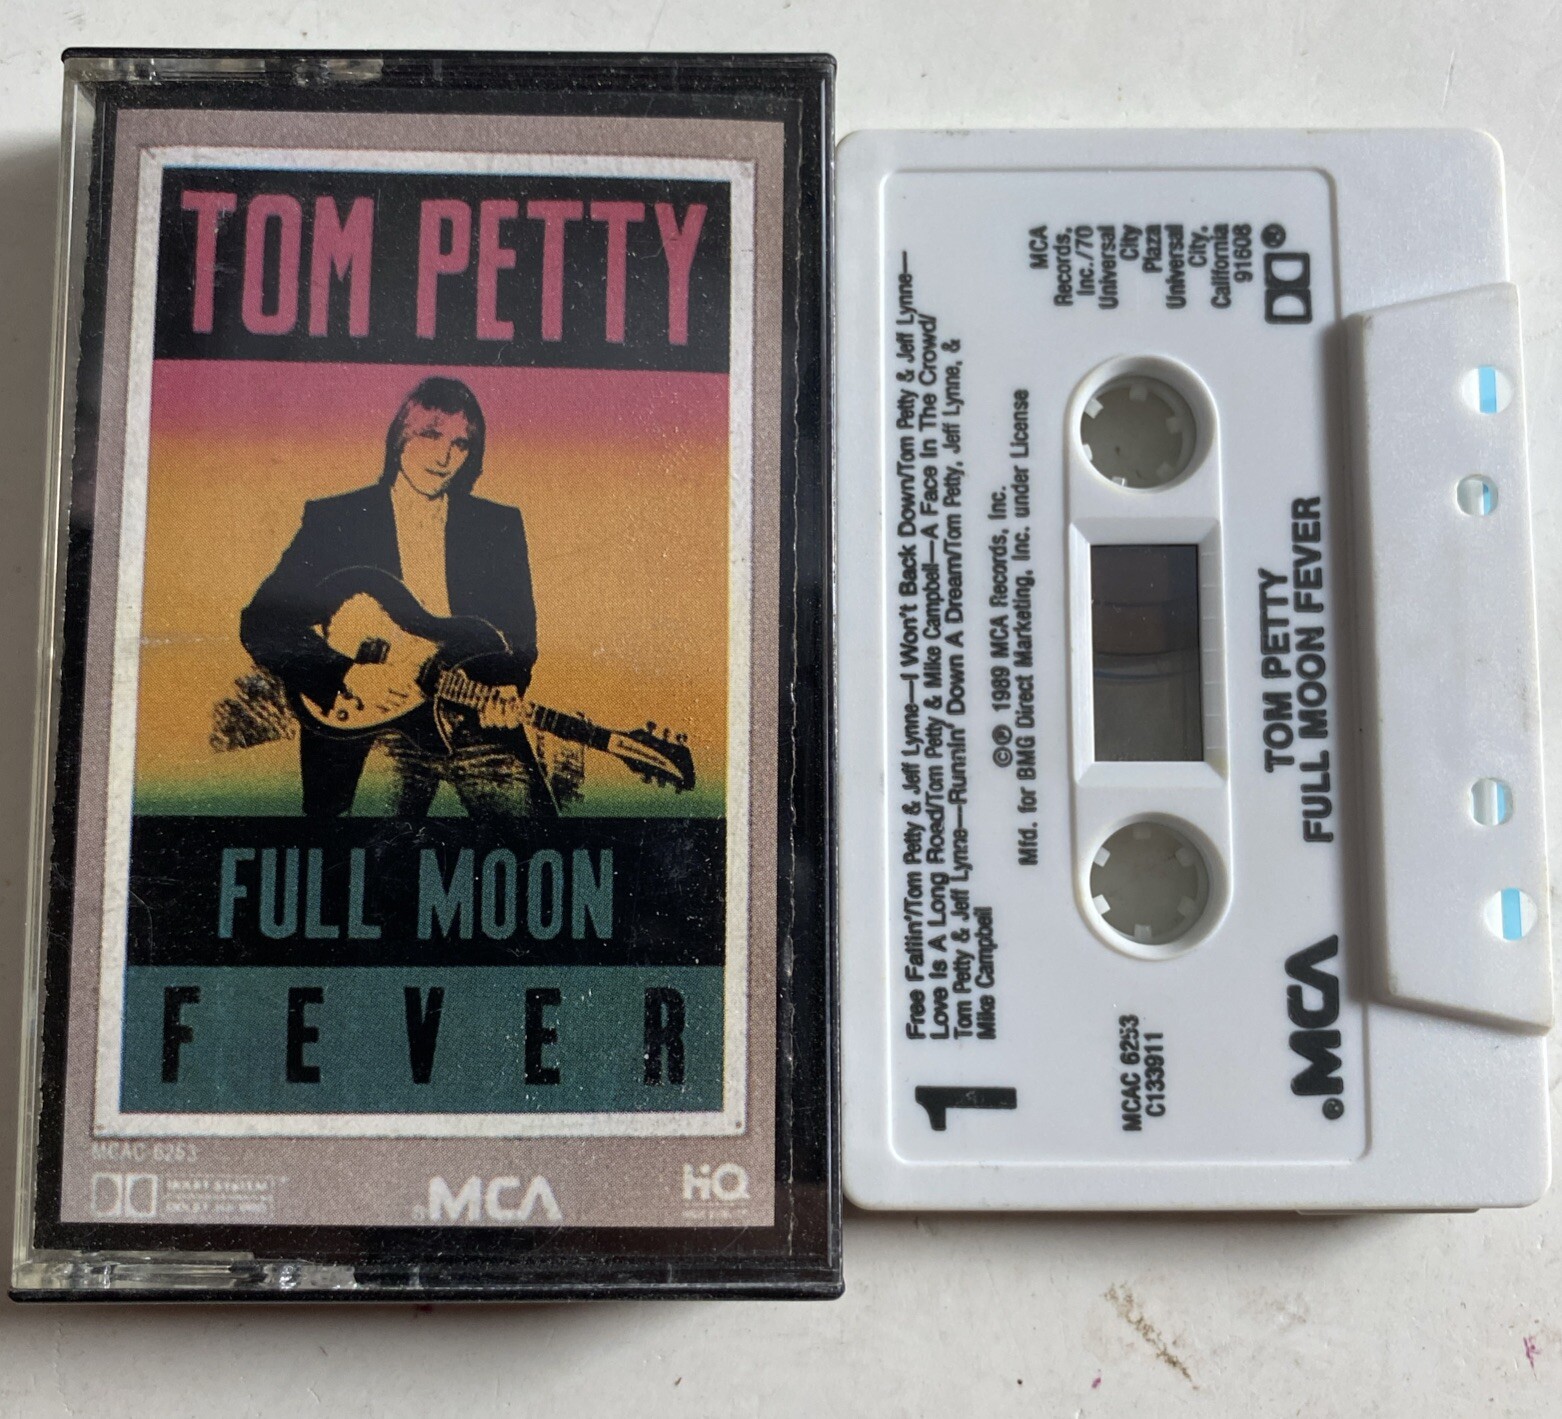 TOM PETTY
FULL MOON
FEVER
MCAC 6253
MCA
HiQ
1
Free Fallin'/Tom Petty & Jeff Lynne—I Won't Back Down/Tom Petty & Jeff Lynne—
Love Is A Long Road/Tom Petty & Mike Campbell—A Face In The Crowd/
Tom Petty & Jeff Lynne—Runnin' Down A Dream/Tom Petty, Jeff Lynne, &
Mike Campbell
©℗ 1989 MCA Records, Inc.
Mfd. for BMG Direct Marketing, Inc. under License
MCAC 6253
C133911
MCA
Records,
Inc./70
Universal
City
Plaza
Universal
City,
California
91608
TOM PETTY
FULL MOON FEVER
®MCA
®